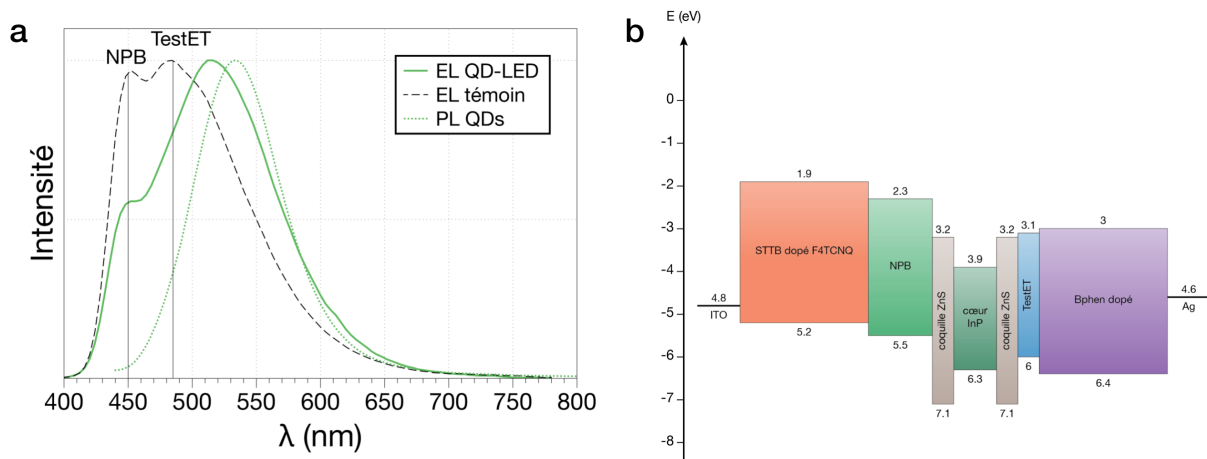 a
NPB
TestET
EL QD-LED
EL témoin
PL QDs
Intensité
400 450 500 550 600 650 700 750 800
λ (nm)
b
E (eV)
0
-1
-2
-3
-4
-5
-6
-7
-8
4.8
ITO
1.9
STTB dopé F4TCNQ
5.2
2.3
NPB
5.5
3.2
coquille ZnS
7.1
3.9
cœur
InP
6.3
3.2
coquille ZnS
7.1
3.1
TestET
6
3
Bphen dopé
6.4
4.6
Ag